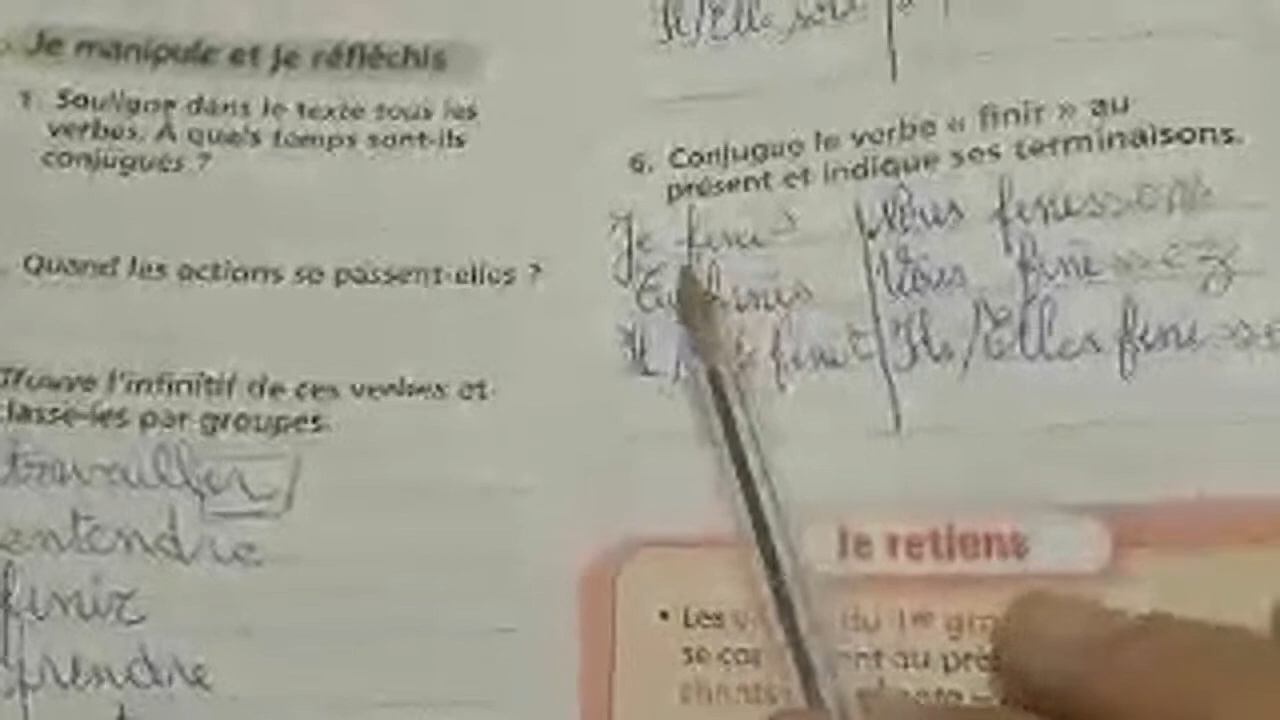 Je manipule et je réfléchis
1. Souligne dans le texte tous les
verbes. À quels temps sont-ils
conjugués ?
Quand les actions se passent-elles ?
Trouve l'infinitif de ces verbes et
classe-les par groupes.
travailler
entendre
finir
prendre
Il/Elle
6. Conjugue le verbe « finir » au
présent et indique ses terminaisons.
Je finis Nous finissons
Tu finis Vous finissez
Il finit Ils/Elles
Je retiens
• Les du 1er
au